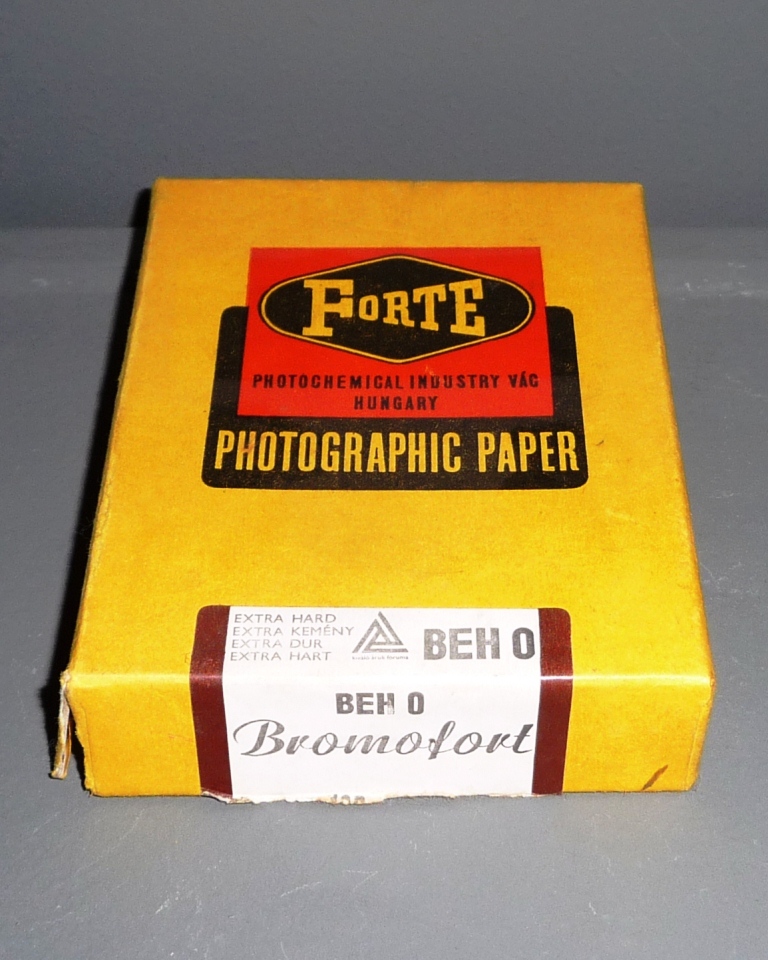 FORTE
PHOTOCHEMICAL INDUSTRY VÁC
HUNGARY
PHOTOGRAPHIC PAPER
EXTRA HARD
EXTRA KEMÉNY
EXTRA DUR
EXTRA HART
BEH 0
BEH 0
Bromofort